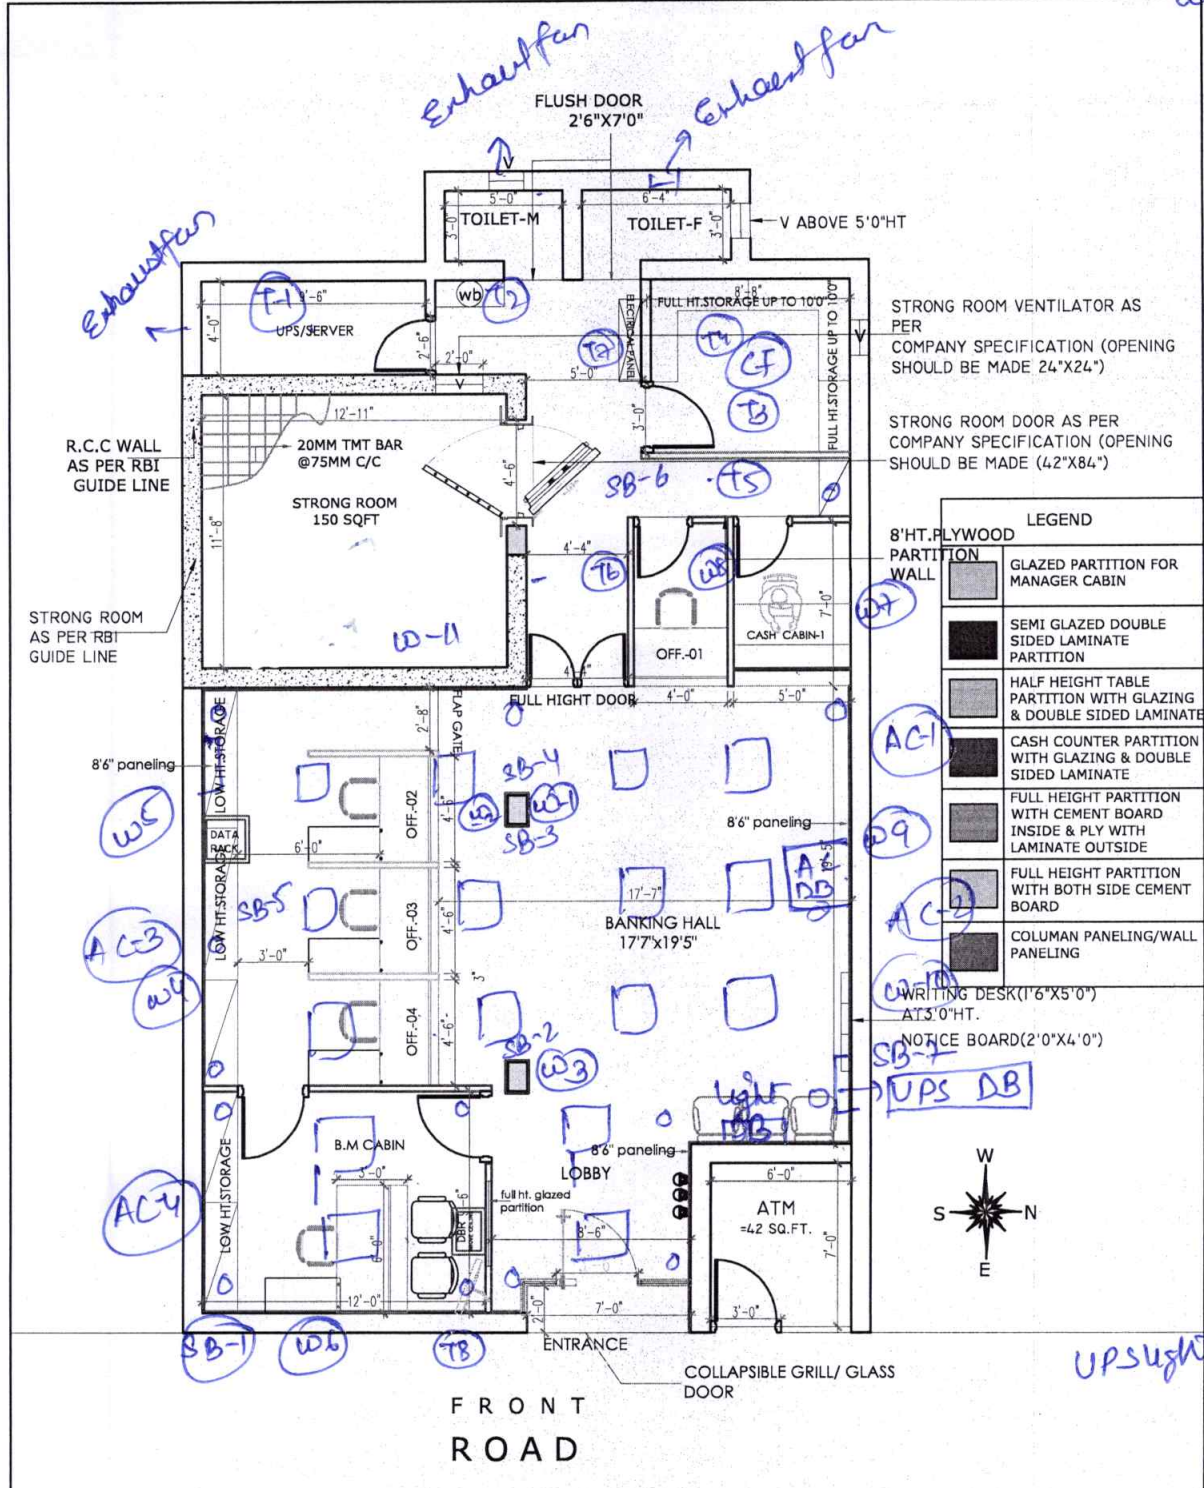 Exhaustfan
Exhaustfan
FLUSH DOOR
2'6"X7'0"
V
5'-0"
6'-4"
TOILET-M
TOILET-F
3'-0"
3'-0"
V ABOVE 5'0"HT
Exhaustfan
T-1
9'-6"
UPS/SERVER
4'-0"
wb
T2
2'-6"
2'-0"
V
ELECTRICAL PANEL
T7
5'-0"
8'-8"
FULL HT.STORAGE UP TO 10'0"
FULL HT.STORAGE UP TO 10'0"
T4
CF
T3
3'-0"
V
STRONG ROOM VENTILATOR AS
PER
COMPANY SPECIFICATION (OPENING
SHOULD BE MADE 24"X24")
STRONG ROOM DOOR AS PER
COMPANY SPECIFICATION (OPENING
SHOULD BE MADE (42"X84")
R.C.C WALL
AS PER RBI
GUIDE LINE
12'-11"
20MM TMT BAR
@75MM C/C
STRONG ROOM
150 SQFT
11'-8"
4'-6"
SB-6
T5
STRONG ROOM
AS PER RBI
GUIDE LINE
W-11
4'-4"
T6
W8
OFF.-01
CASH CABIN-1
7'-0"
W7
8'HT.PLYWOOD
PARTITION
WALL
LEGEND
GLAZED PARTITION FOR
MANAGER CABIN
SEMI GLAZED DOUBLE
SIDED LAMINATE
PARTITION
HALF HEIGHT TABLE
PARTITION WITH GLAZING
& DOUBLE SIDED LAMINATE
CASH COUNTER PARTITION
WITH GLAZING & DOUBLE
SIDED LAMINATE
FULL HEIGHT PARTITION
WITH CEMENT BOARD
INSIDE & PLY WITH
LAMINATE OUTSIDE
FULL HEIGHT PARTITION
WITH BOTH SIDE CEMENT
BOARD
COLUMAN PANELING/WALL
PANELING
4'-4"
FULL HIGHT DOOR
4'-0"
5'-0"
LOW HT.STORAGE
2'-8"
FLAP GATE
8'6" paneling
AC-1
W5
SB-4
W2
W-1
SB-3
OFF.-02
4'-6"
DATA
RACK
6'-0"
8'6" paneling
W9
AC
DB
19'-5"
LOW HT.STORAGE
SB-5
OFF.-03
4'-6"
17'-7"
BANKING HALL
17'7"x19'5"
AC-2
AC-3
3'-0"
3"
W4
W-10
WRITING DESK(1'6"X5'0")
AT3'0"HT.
NOTICE BOARD(2'0"X4'0")
OFF.-04
4'-6"
SB-2
W3
SB-7
UPS DB
Light
DB
B.M CABIN
8'6" paneling
LOBBY
LOW HT.STORAGE
3'-0"
full ht. glazed
partition
AC-4
6'-0"
ATM
=42 SQ.FT.
7'-0"
8'-6"
DBR
12'-0"
2'-0"
7'-0"
3'-0"
W
S
N
E
SB-1
W6
T8
ENTRANCE
COLLAPSIBLE GRILL/ GLASS
DOOR
UPSLight
FRONT
ROAD